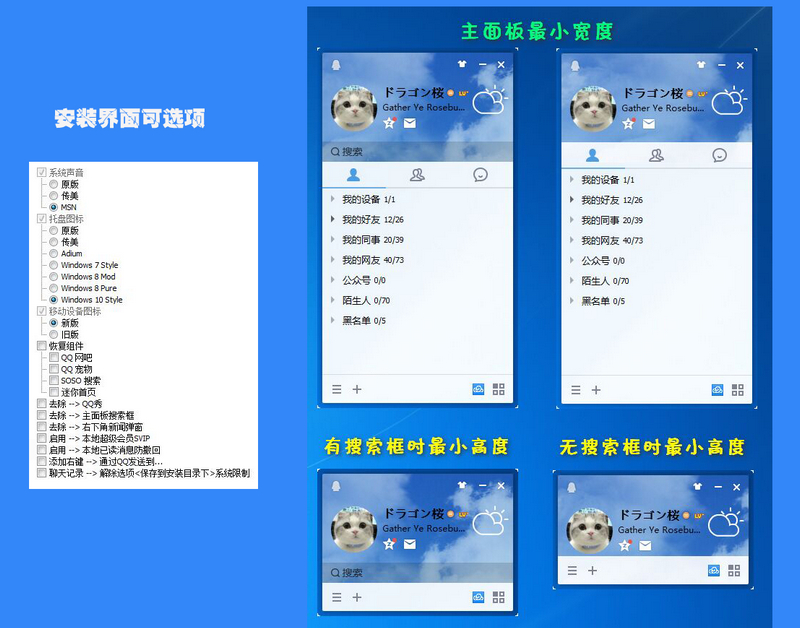 安装界面可选项
系统声音
原版
传美
MSN
托盘图标
原版
传美
Adium
Windows 7 Style
Windows 8 Mod
Windows 8 Pure
Windows 10 Style
移动设备图标
新版
旧版
恢复组件
QQ 网吧
QQ 宠物
SOSO 搜索
迷你首页
去除 --> QQ秀
去除 --> 主面板搜索框
去除 --> 右下角新闻弹窗
启用 --> 本地超级会员SVIP
启用 --> 本地已读消息防撤回
添加右键 --> 通过QQ发送到...
聊天记录 --> 解除选项<保存到安装目录下>系统限制
主面板最小宽度
ドラゴン桜
Gather Ye Rosebu...
搜索
我的设备 1/1
我的好友 12/26
我的同事 20/39
我的网友 40/73
公众号 0/0
陌生人 0/70
黑名单 0/5
ドラゴン桜
Gather Ye Rosebu...
我的设备 1/1
我的好友 12/26
我的同事 20/39
我的网友 40/73
公众号 0/0
陌生人 0/70
黑名单 0/5
有搜索框时最小高度
ドラゴン桜
Gather Ye Rosebu...
搜索
无搜索框时最小高度
ドラゴン桜
Gather Ye Rosebu...